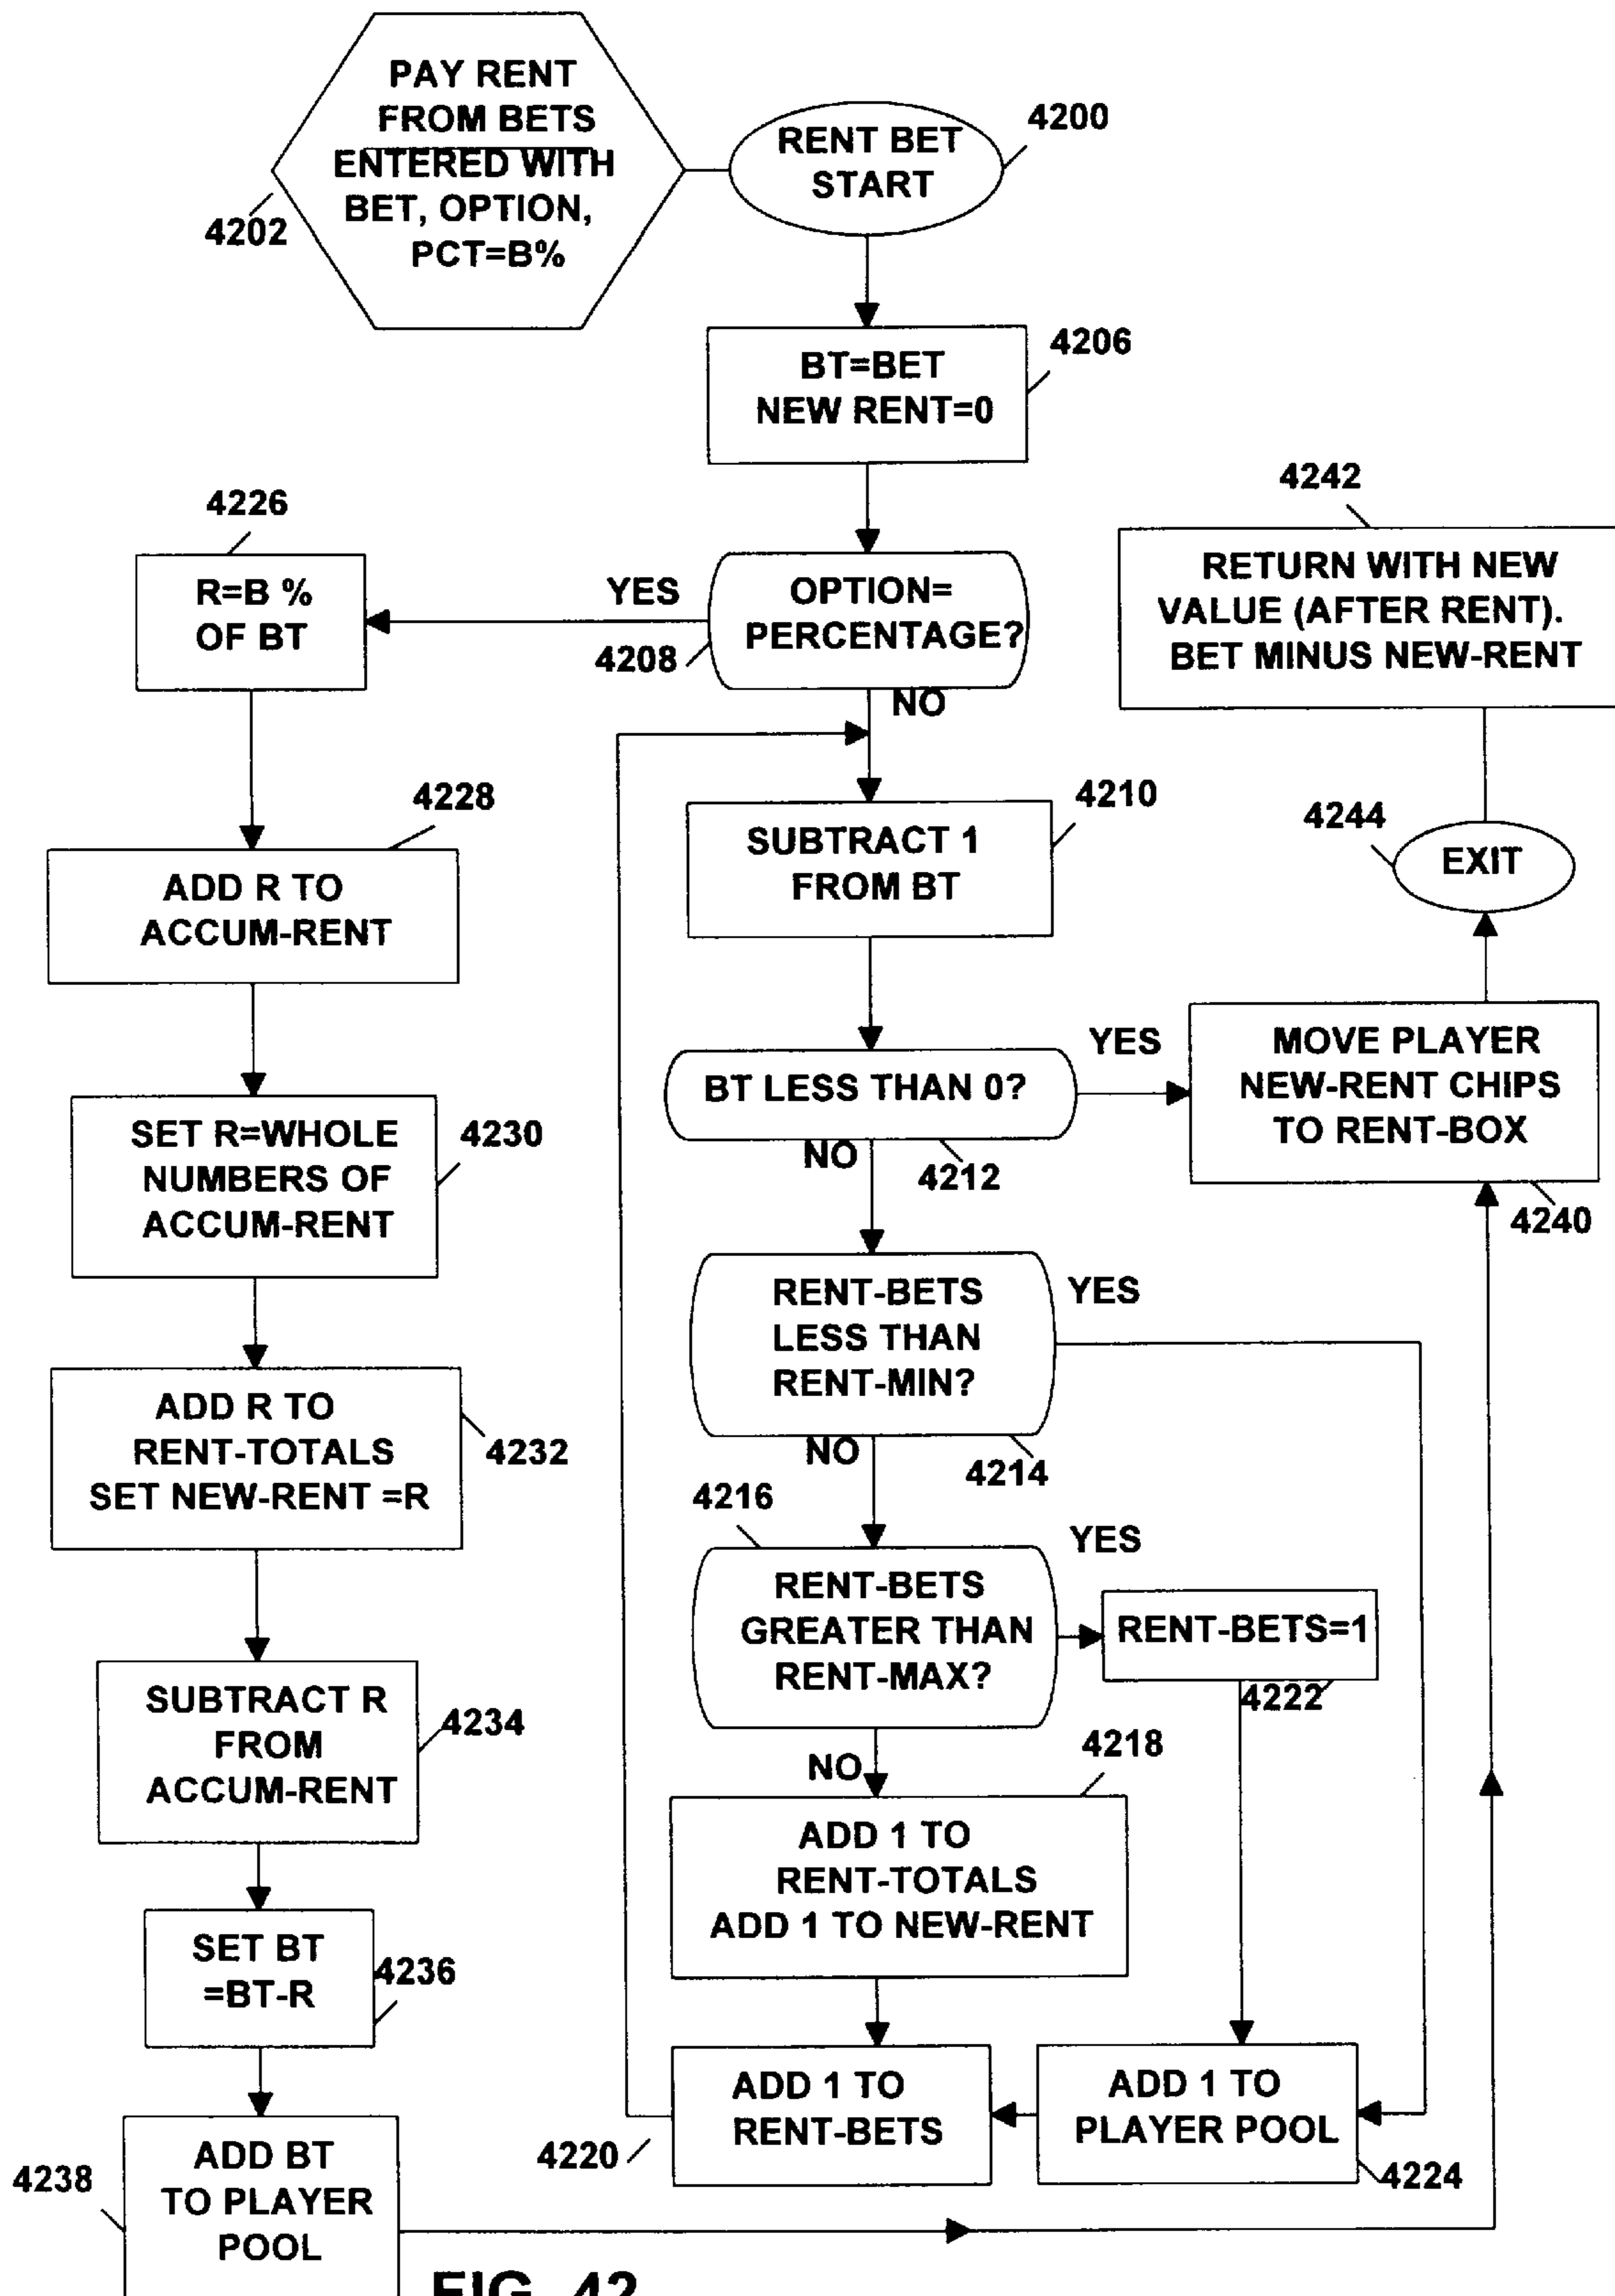 PAY RENT
FROM BETS
ENTERED WITH
BET, OPTION,
PCT=B%
4202
RENT BET
START
4200
BT=BET
NEW RENT=0
4206
OPTION=
PERCENTAGE?
4208
YES
NO
4226
R=B %
OF BT
4228
ADD R TO
ACCUM-RENT
SET R=WHOLE
NUMBERS OF
ACCUM-RENT
4230
ADD R TO
RENT-TOTALS
SET NEW-RENT =R
4232
SUBTRACT R
FROM
ACCUM-RENT
4234
SET BT
=BT-R
4236
ADD BT
TO PLAYER
POOL
4238
SUBTRACT 1
FROM BT
4210
BT LESS THAN 0?
YES
NO
4212
RENT-BETS
LESS THAN
RENT-MIN?
YES
NO
4214
4216
RENT-BETS
GREATER THAN
RENT-MAX?
YES
NO
RENT-BETS=1
4222
4218
ADD 1 TO
RENT-TOTALS
ADD 1 TO NEW-RENT
ADD 1 TO
RENT-BETS
4220
ADD 1 TO
PLAYER POOL
4224
4242
RETURN WITH NEW
VALUE (AFTER RENT).
BET MINUS NEW-RENT
4244
EXIT
MOVE PLAYER
NEW-RENT CHIPS
TO RENT-BOX
4240
FIG. 42